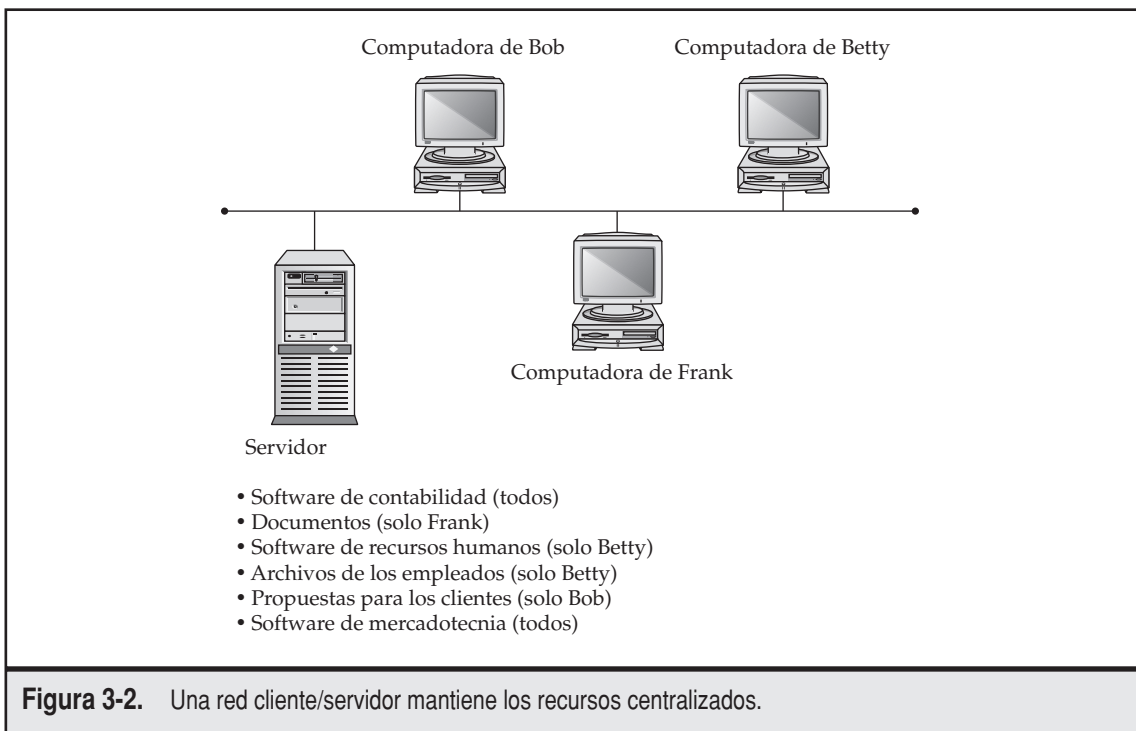 Computadora de Bob
Computadora de Betty
Computadora de Frank
Servidor
• Software de contabilidad (todos)
• Documentos (solo Frank)
• Software de recursos humanos (solo Betty)
• Archivos de los empleados (solo Betty)
• Propuestas para los clientes (solo Bob)
• Software de mercadotecnia (todos)
Figura 3-2. Una red cliente/servidor mantiene los recursos centralizados.